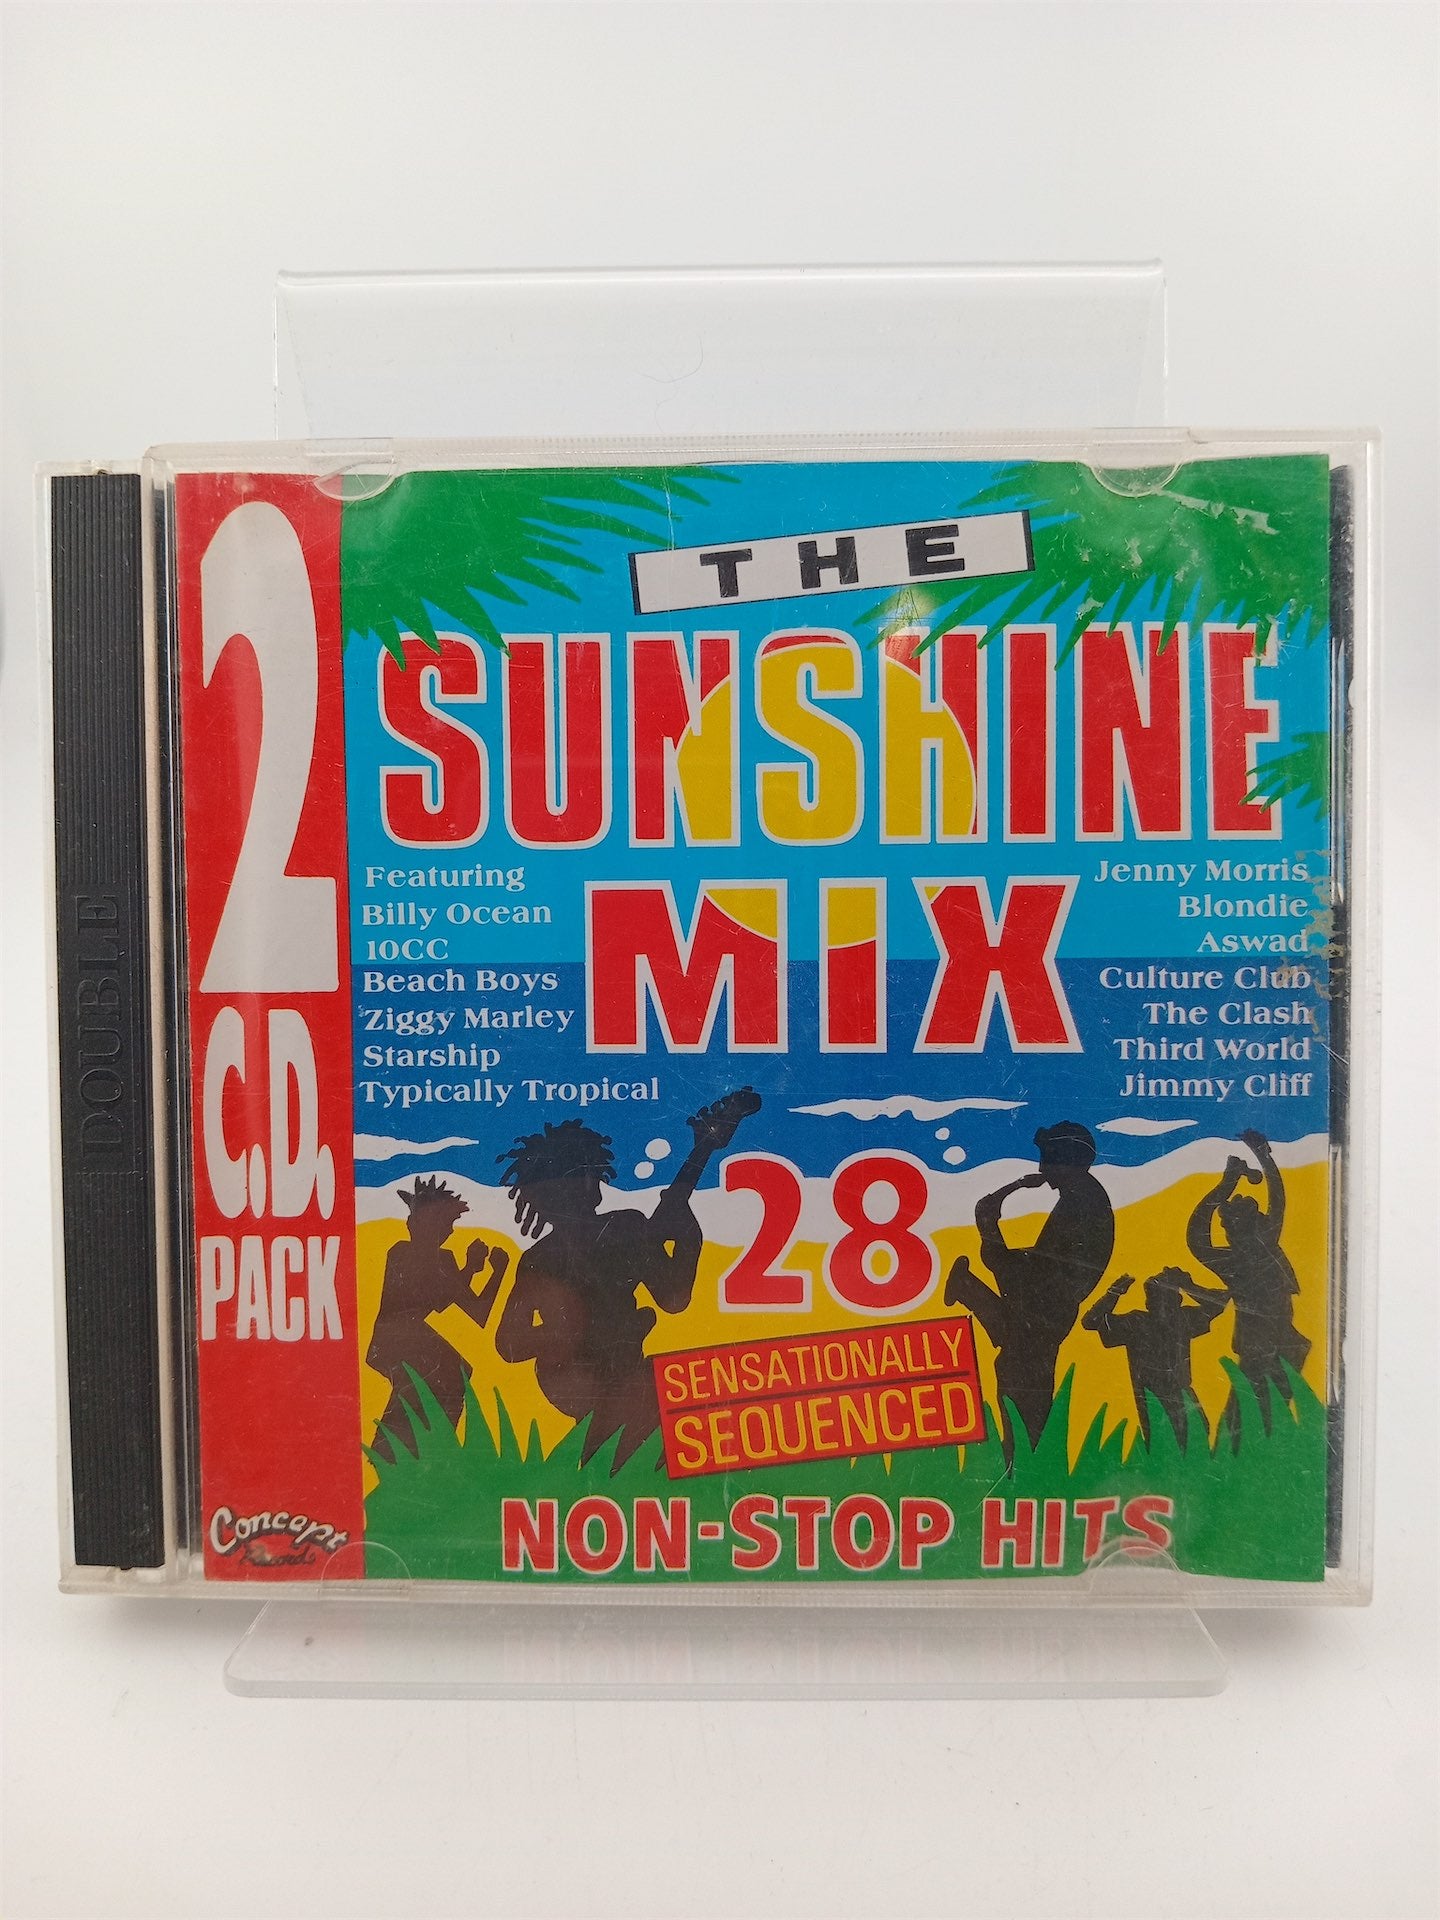 DOUBLE
2
C.D.
PACK
Concept
Records
THE
SUNSHINE
MIX
Featuring
Billy Ocean
10CC
Beach Boys
Ziggy Marley
Starship
Typically Tropical
Jenny Morris
Blondie
Aswad
Culture Club
The Clash
Third World
Jimmy Cliff
28
SENSATIONALLY
SEQUENCED
NON-STOP HITS